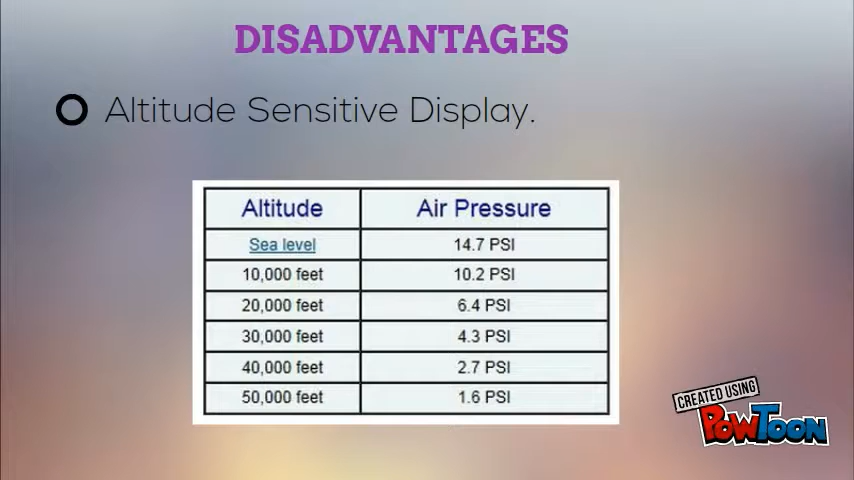 DISADVANTAGES
Altitude Sensitive Display.
Altitude Air Pressure
Sea level 14.7 PSI
10,000 feet 10.2 PSI
20,000 feet 6.4 PSI
30,000 feet 4.3 PSI
40,000 feet 2.7 PSI
50,000 feet 1.6 PSI
CREATED USING
POWTOON